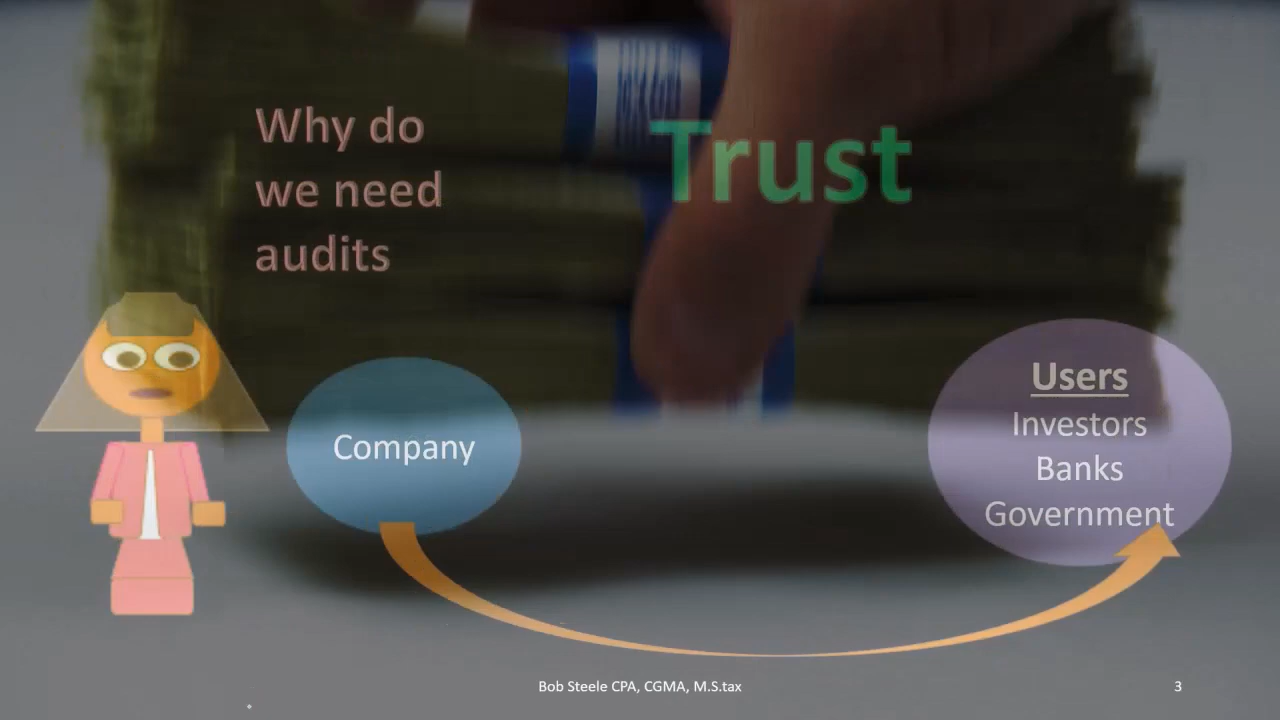 Why do
we need
audits
Trust
Company
Users
Investors
Banks
Government
Bob Steele CPA, CGMA, M.S.tax
3